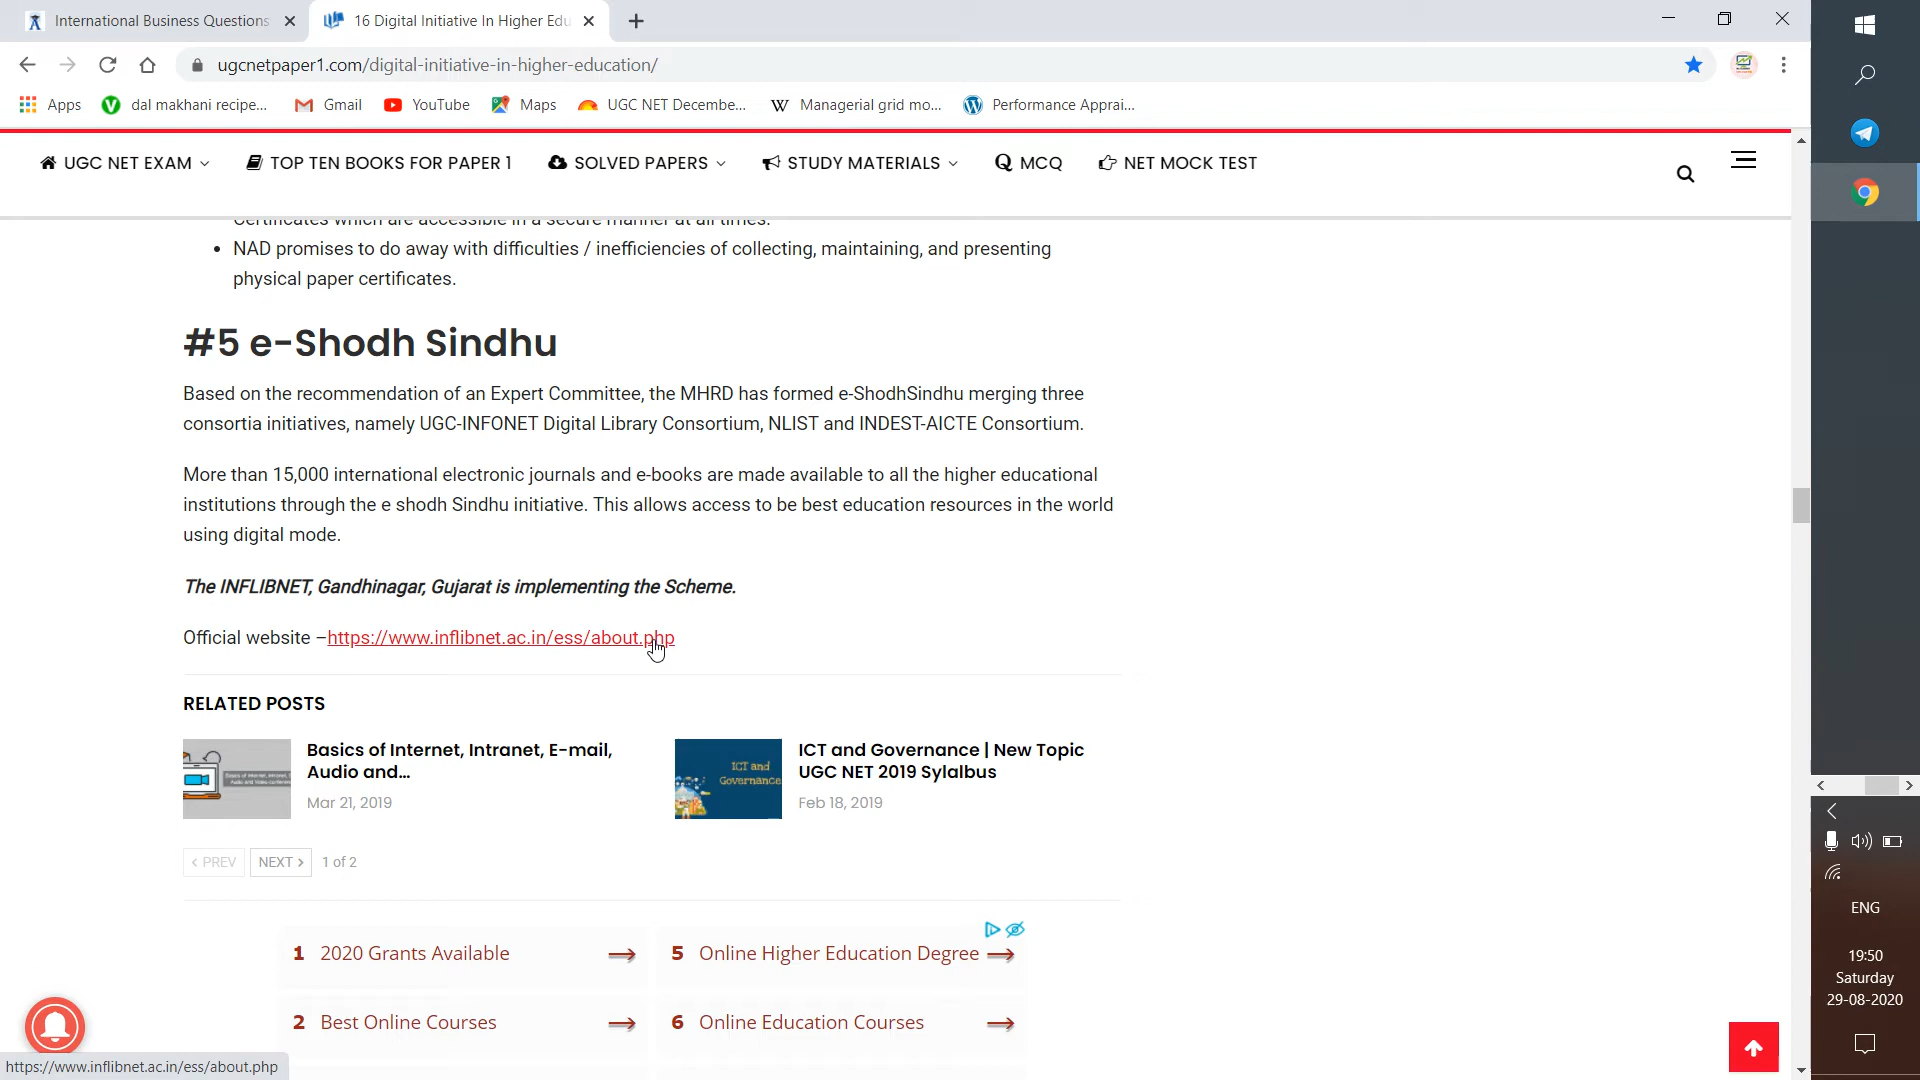 International Business Questions
16 Digital Initiative In Higher Edu
ugcnetpaper1.com/digital-initiative-in-higher-education/
Apps
dal makhani recipe...
Gmail
YouTube
Maps
UGC NET Decembe...
Managerial grid mo...
Performance Apprai...
UGC NET EXAM
TOP TEN BOOKS FOR PAPER 1
SOLVED PAPERS
STUDY MATERIALS
MCQ
NET MOCK TEST
Certificates which are accessible in a secure manner at all times.
• NAD promises to do away with difficulties / inefficiencies of collecting, maintaining, and presenting
physical paper certificates.
#5 e-Shodh Sindhu
Based on the recommendation of an Expert Committee, the MHRD has formed e-ShodhSindhu merging three
consortia initiatives, namely UGC-INFONET Digital Library Consortium, NLIST and INDEST-AICTE Consortium.
More than 15,000 international electronic journals and e-books are made available to all the higher educational
institutions through the e shodh Sindhu initiative. This allows access to be best education resources in the world
using digital mode.
The INFLIBNET, Gandhinagar, Gujarat is implementing the Scheme.
Official website –https://www.inflibnet.ac.in/ess/about.php
RELATED POSTS
Basics of Internet, Intranet, E-mail,
Audio and...
Mar 21, 2019
ICT and
Governance
ICT and Governance | New Topic
UGC NET 2019 Sylalbus
Feb 18, 2019
PREV
NEXT
1 of 2
1 2020 Grants Available
5 Online Higher Education Degree
2 Best Online Courses
6 Online Education Courses
https://www.inflibnet.ac.in/ess/about.php
ENG
19:50
Saturday
29-08-2020